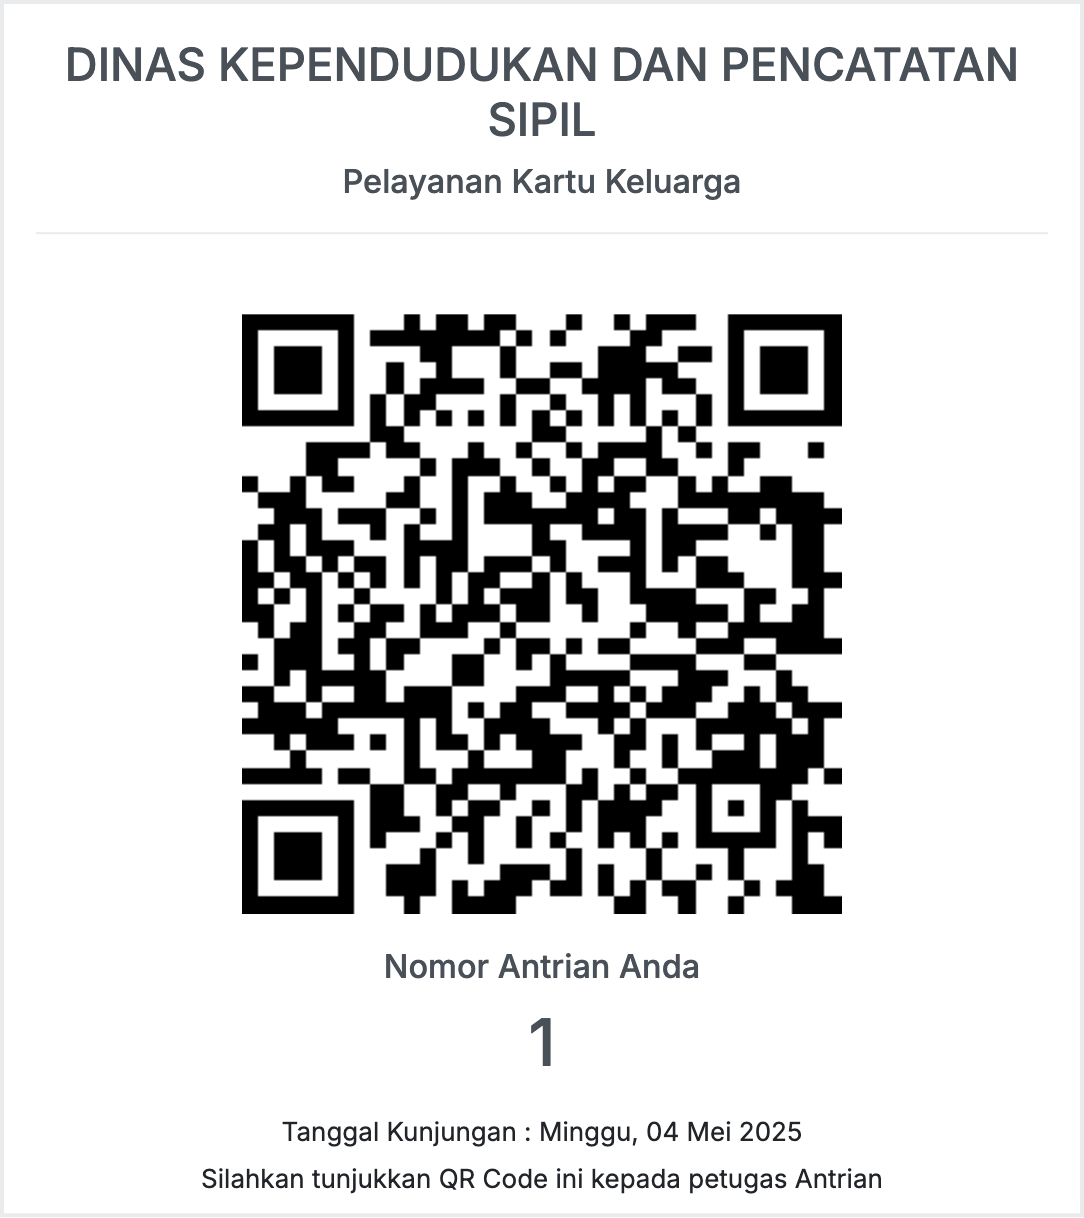 DINAS KEPENDUDUKAN DAN PENCATATAN
SIPIL
Pelayanan Kartu Keluarga
Nomor Antrian Anda
1
Tanggal Kunjungan : Minggu, 04 Mei 2025
Silahkan tunjukkan QR Code ini kepada petugas Antrian